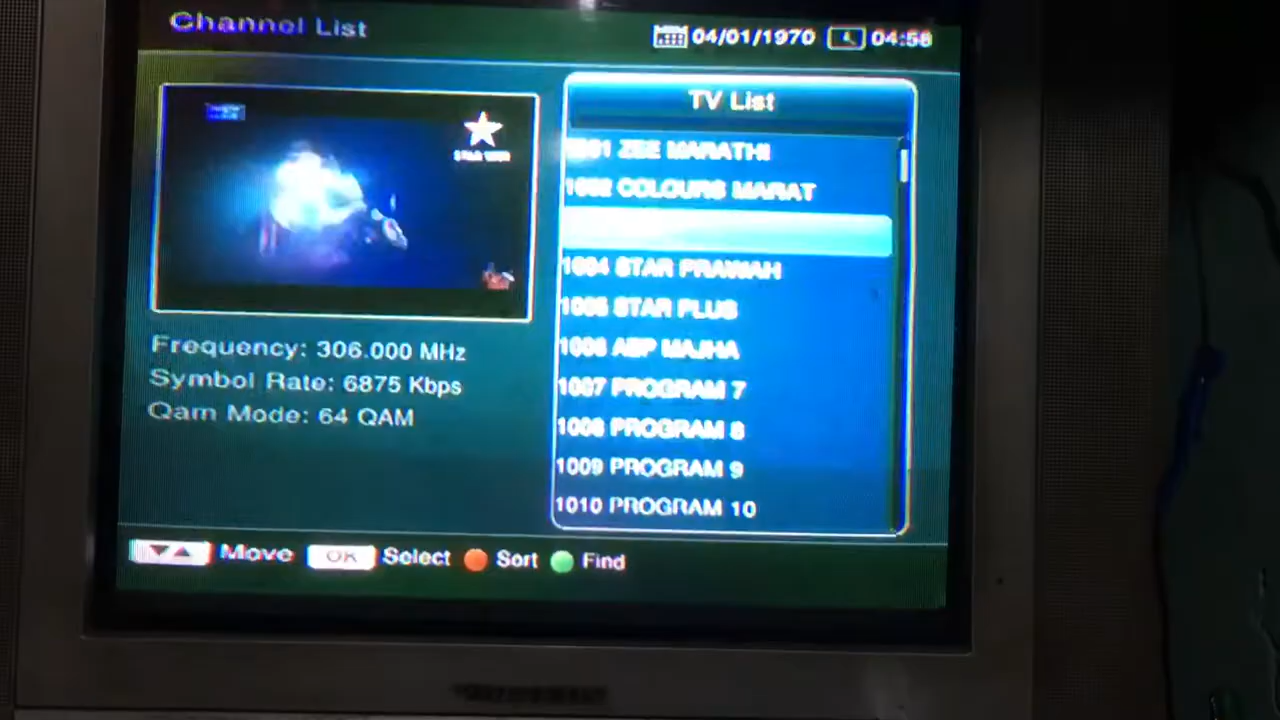 Channel List
04/01/1970 04:58
TV List
1001 ZEE MARATHI
1002 COLOURS MARAT
1004 STAR PRAWAH
1005 STAR PLUS
1006 ABP MAJHA
1007 PROGRAM 7
1008 PROGRAM 8
1009 PROGRAM 9
1010 PROGRAM 10
Frequency: 306.000 MHz
Symbol Rate: 6875 Kbps
Qam Mode: 64 QAM
Move OK Select Sort Find